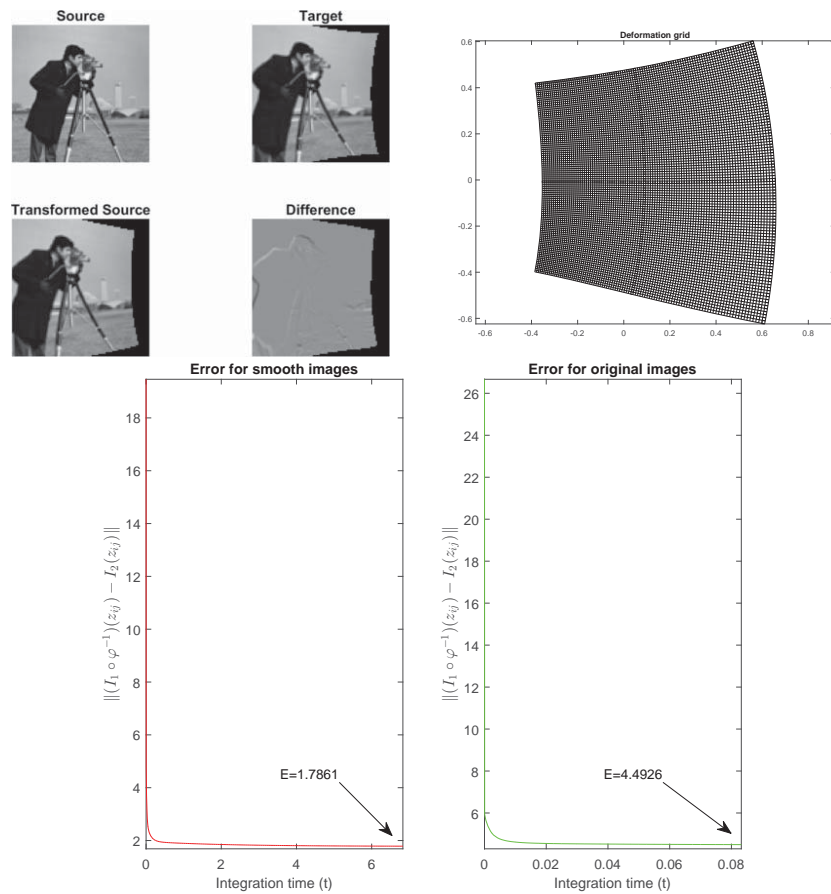 Source
Target
Transformed Source
Difference
Deformation grid
0.6
0.4
0.2
0
-0.2
-0.4
-0.6
-0.6 -0.4 -0.2 0 0.2 0.4 0.6 0.8
Error for smooth images
18
16
14
12
10
8
6
4
2
‖(I₁ ∘ φ⁻¹)(zᵢⱼ) − I₂(zᵢⱼ)‖
E=1.7861
0 2 4 6
Integration time (t)
Error for original images
26
24
22
20
18
16
14
12
10
8
6
‖(I₁ ∘ φ⁻¹)(zᵢⱼ) − I₂(zᵢⱼ)‖
E=4.4926
0 0.02 0.04 0.06 0.08
Integration time (t)